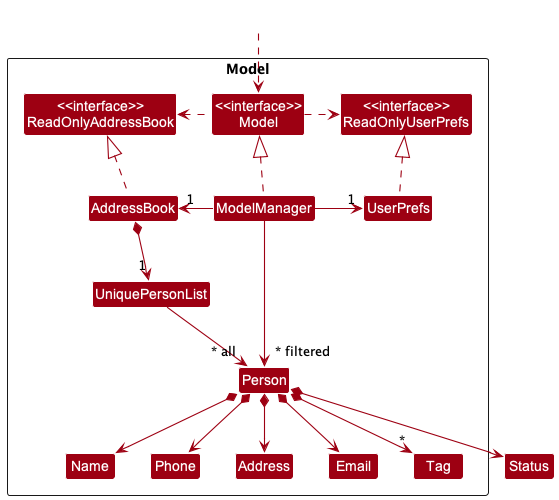 Model
<<interface>>
ReadOnlyAddressBook
<<interface>>
Model
<<interface>>
ReadOnlyUserPrefs
AddressBook
1
ModelManager
1
UserPrefs
1
UniquePersonList
* all
* filtered
Person
*
Name
Phone
Address
Email
Tag
Status